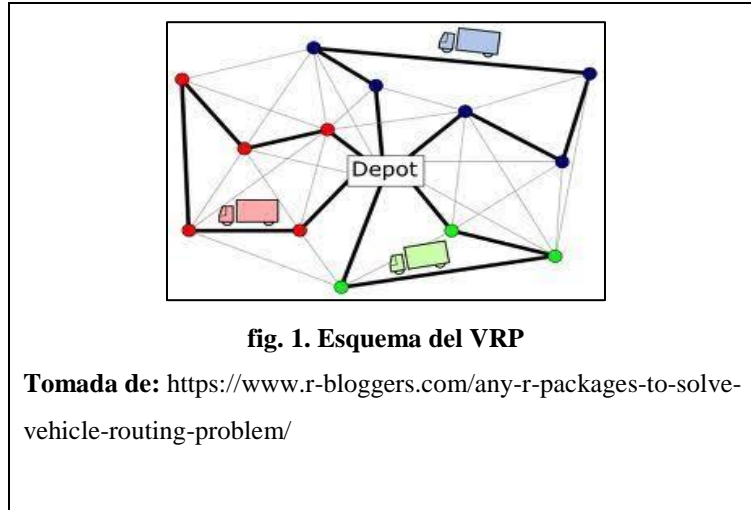 Depot
fig. 1. Esquema del VRP
Tomada de: https://www.r-bloggers.com/any-r-packages-to-solve-
vehicle-routing-problem/